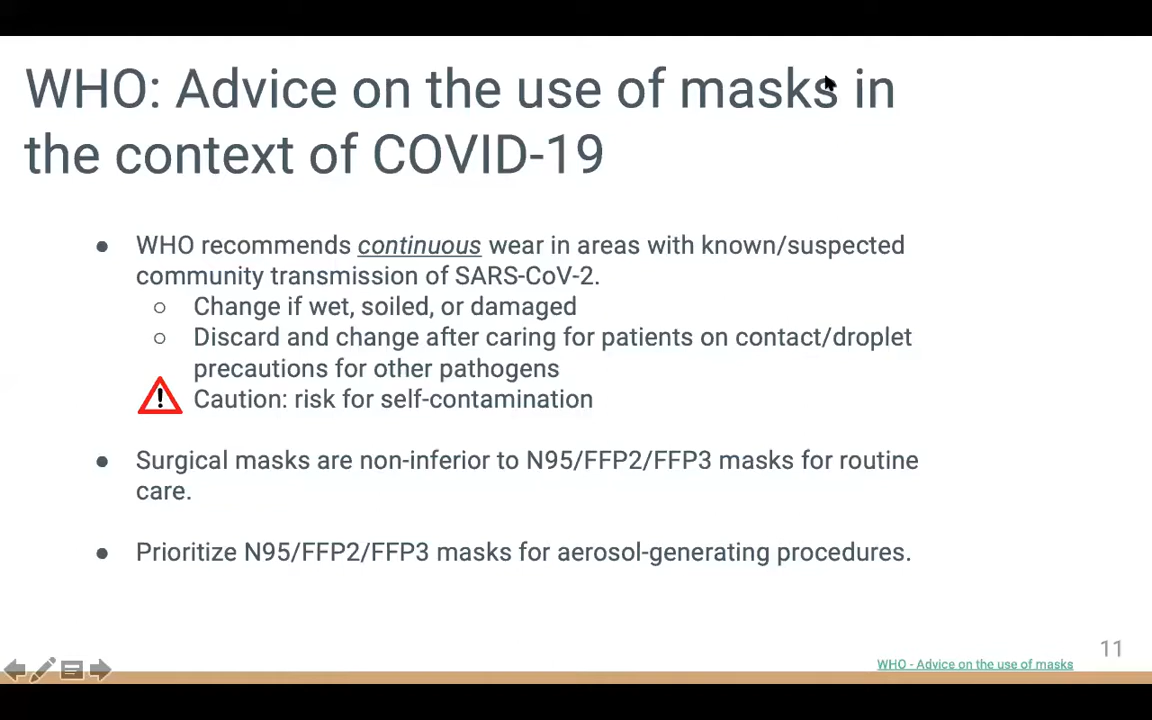 WHO: Advice on the use of masks in
the context of COVID-19
● WHO recommends continuous wear in areas with known/suspected
community transmission of SARS-CoV-2.
○ Change if wet, soiled, or damaged
○ Discard and change after caring for patients on contact/droplet
precautions for other pathogens
! Caution: risk for self-contamination
● Surgical masks are non-inferior to N95/FFP2/FFP3 masks for routine
care.
● Prioritize N95/FFP2/FFP3 masks for aerosol-generating procedures.
11
WHO - Advice on the use of masks